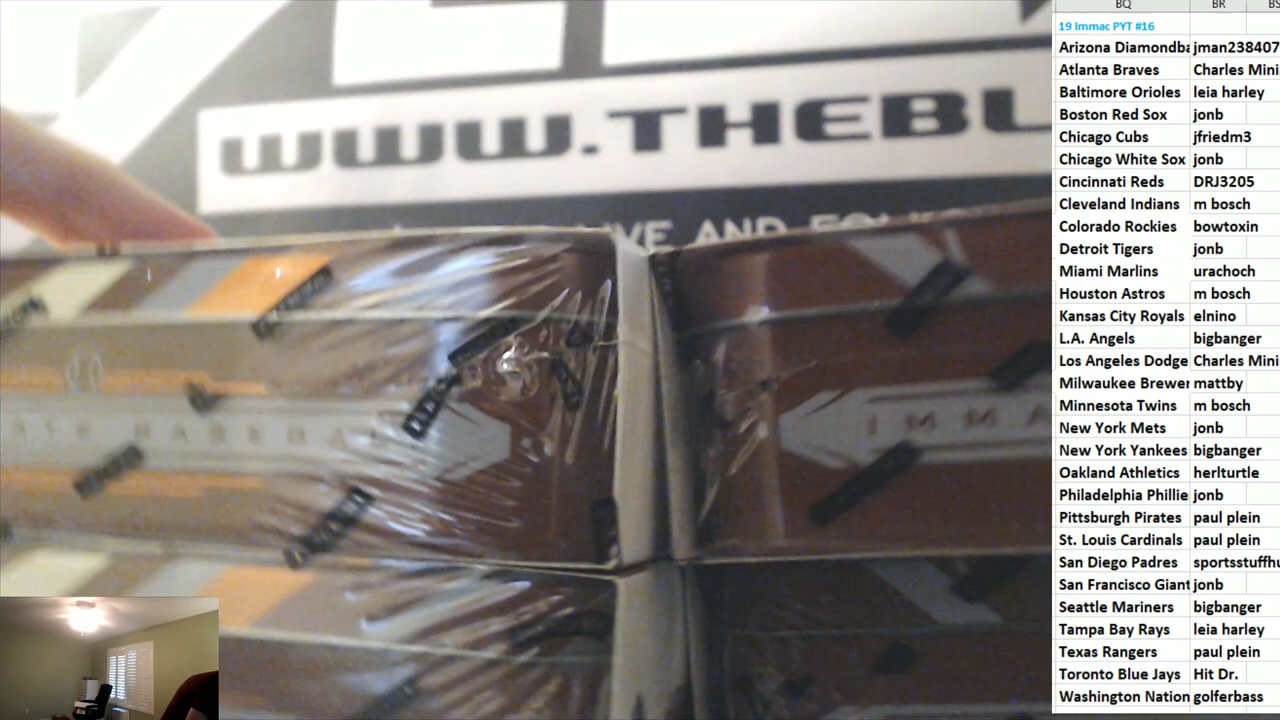 WWW.THEBL
LIVE AND
BASEBAL
IMMA
BQ BR BS
19 Immac PYT #16
Arizona Diamondba jman238407
Atlanta Braves Charles Mini
Baltimore Orioles leia harley
Boston Red Sox jonb
Chicago Cubs jfriedm3
Chicago White Sox jonb
Cincinnati Reds DRJ3205
Cleveland Indians m bosch
Colorado Rockies bowtoxin
Detroit Tigers jonb
Miami Marlins urachoch
Houston Astros m bosch
Kansas City Royals elnino
L.A. Angels bigbanger
Los Angeles Dodge Charles Mini
Milwaukee Brewer mattby
Minnesota Twins m bosch
New York Mets jonb
New York Yankees bigbanger
Oakland Athletics herlturtle
Philadelphia Phillie jonb
Pittsburgh Pirates paul plein
St. Louis Cardinals paul plein
San Diego Padres sportsstuffhu
San Francisco Giant jonb
Seattle Mariners bigbanger
Tampa Bay Rays leia harley
Texas Rangers paul plein
Toronto Blue Jays Hit Dr.
Washington Nation golferbass